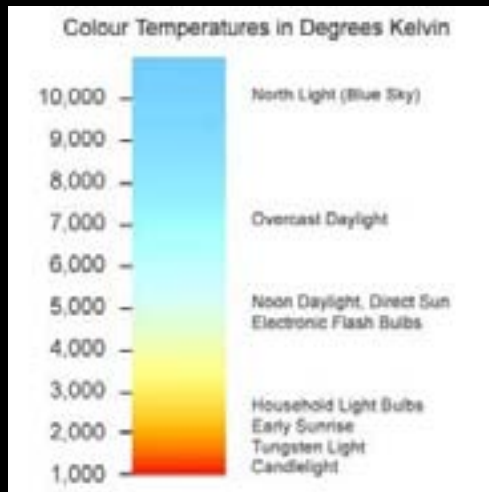 Colour Temperatures in Degrees Kelvin
10,000 North Light (Blue Sky)
9,000
8,000
7,000 Overcast Daylight
6,000
5,000 Noon Daylight, Direct Sun
Electronic Flash Bulbs
4,000
3,000
Household Light Bulbs
2,000 Early Sunrise
Tungsten Light
1,000 Candlelight